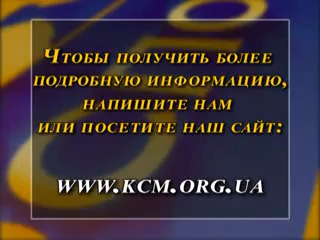 Чтобы получить более
подробную информацию,
напишите нам
или посетите наш сайт:
www.kcm.org.ua